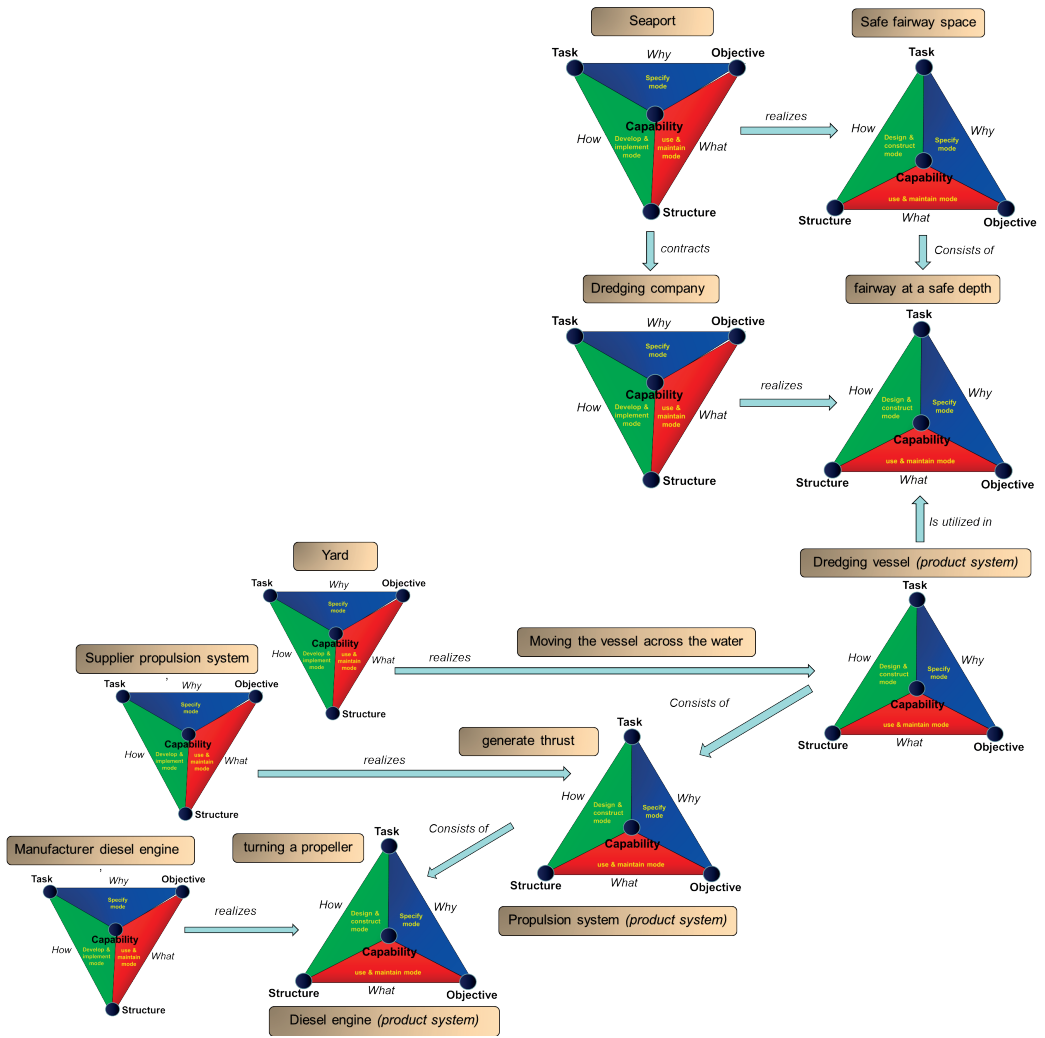 Seaport
Safe fairway space
Task
Why
Objective
Specify
mode
Capability
How
Develop &
implement
mode
use &
maintain
mode
What
Structure
realizes
Task
How
Why
Design &
construct
mode
Specify
mode
Capability
use & maintain mode
Structure
What
Objective
contracts
Consists of
Dredging company
fairway at a safe depth
Task
Why
Objective
Specify
mode
Capability
How
Develop &
implement
mode
use &
maintain
mode
What
Structure
realizes
Task
How
Why
Design &
construct
mode
Specify
mode
Capability
use & maintain mode
Structure
What
Objective
Is utilized in
Dredging vessel (product system)
Yard
Task
Why
Objective
Specify
mode
Capability
How
Develop &
implement
mode
use &
maintain
mode
What
Structure
realizes
Moving the vessel across the water
Task
How
Why
Design &
construct
mode
Specify
mode
Capability
use & maintain mode
Structure
What
Objective
Consists of
Supplier propulsion system
,
Task
Why
Objective
Specify
mode
Capability
How
Develop &
implement
mode
use &
maintain
mode
What
Structure
realizes
generate thrust
Task
How
Why
Design &
construct
mode
Specify
mode
Capability
use & maintain mode
Structure
What
Objective
Propulsion system (product system)
Consists of
Manufacturer diesel engine
,
Task
Why
Objective
Specify
mode
Capability
How
Develop &
implement
mode
use &
maintain
mode
What
Structure
realizes
turning a propeller
Task
How
Why
Design &
construct
mode
Specify
mode
Capability
use & maintain mode
Structure
What
Objective
Diesel engine (product system)